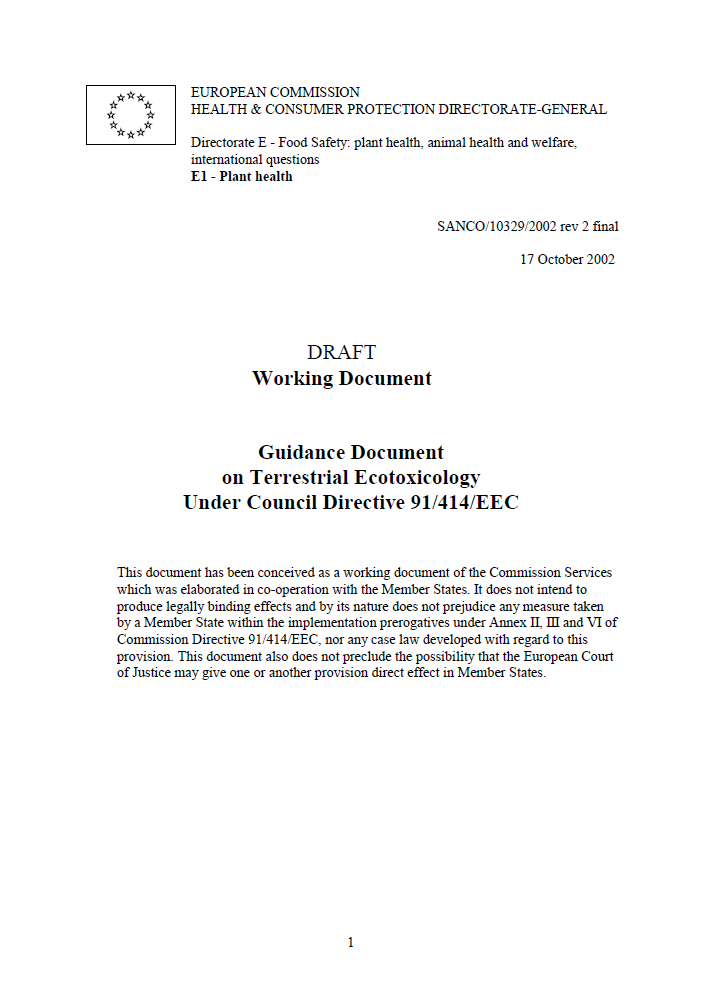 EUROPEAN COMMISSION
HEALTH & CONSUMER PROTECTION DIRECTORATE-GENERAL
Directorate E - Food Safety: plant health, animal health and welfare,
international questions
E1 - Plant health
SANCO/10329/2002 rev 2 final
17 October 2002
DRAFT
Working Document
Guidance Document
on Terrestrial Ecotoxicology
Under Council Directive 91/414/EEC
This document has been conceived as a working document of the Commission Services
which was elaborated in co-operation with the Member States. It does not intend to
produce legally binding effects and by its nature does not prejudice any measure taken
by a Member State within the implementation prerogatives under Annex II, III and VI of
Commission Directive 91/414/EEC, nor any case law developed with regard to this
provision. This document also does not preclude the possibility that the European Court
of Justice may give one or another provision direct effect in Member States.
1